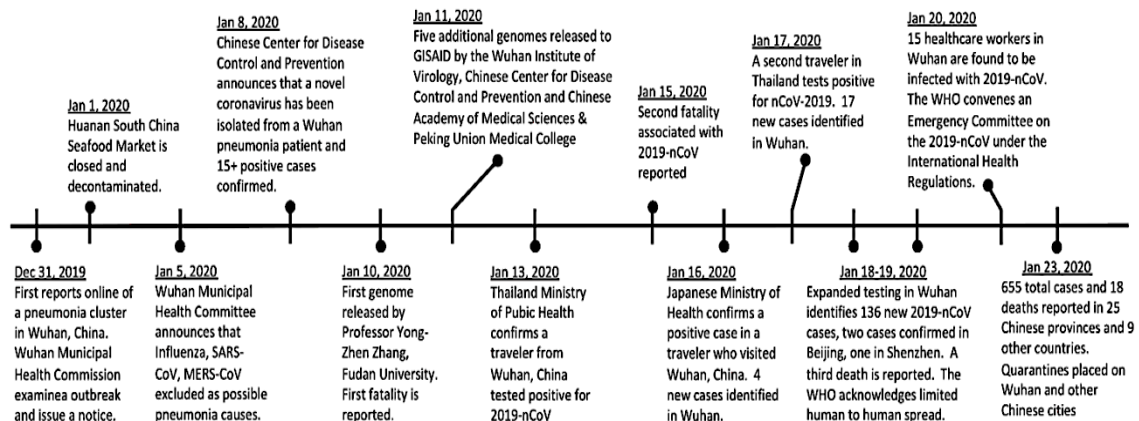 Jan 8, 2020
Chinese Center for Disease
Control and Prevention
announces that a novel
coronavirus has been
isolated from a Wuhan
pneumonia patient and
15+ positive cases
confirmed.
Jan 11, 2020
Five additional genomes released to
GISAID by the Wuhan Institute of
Virology, Chinese Center for Disease
Control and Prevention and Chinese
Academy of Medical Sciences &
Peking Union Medical College
Jan 17, 2020
A second traveler in
Thailand tests positive
for nCoV-2019. 17
new cases identified
in Wuhan.
Jan 20, 2020
15 healthcare workers in
Wuhan are found to be
infected with 2019-nCoV.
The WHO convenes an
Emergency Committee on
the 2019-nCoV under the
International Health
Regulations.
Jan 1, 2020
Huanan South China
Seafood Market is
closed and
decontaminated.
Jan 15, 2020
Second fatality
associated with
2019-nCoV
reported
Dec 31, 2019
First reports online of
a pneumonia cluster
in Wuhan, China.
Wuhan Municipal
Health Commission
examinea outbreak
and issue a notice.
Jan 5, 2020
Wuhan Municipal
Health Committee
announces that
Influenza, SARS-
CoV, MERS-CoV
excluded as possible
pneumonia causes.
Jan 10, 2020
First genome
released by
Professor Yong-
Zhen Zhang,
Fudan University.
First fatality is
reported.
Jan 13, 2020
Thailand Ministry
of Pubic Health
confirms a
traveler from
Wuhan, China
tested positive for
2019-nCoV
Jan 16, 2020
Japanese Ministry of
Health confirms a
positive case in a
traveler who visited
Wuhan, China. 4
new cases identified
in Wuhan.
Jan 18-19, 2020
Expanded testing in Wuhan
identifies 136 new 2019-nCoV
cases, two cases confirmed in
Beijing, one in Shenzhen. A
third death is reported. The
WHO acknowledges limited
human to human spread.
Jan 23, 2020
655 total cases and 18
deaths reported in 25
Chinese provinces and 9
other countries.
Quarantines placed on
Wuhan and other
Chinese cities